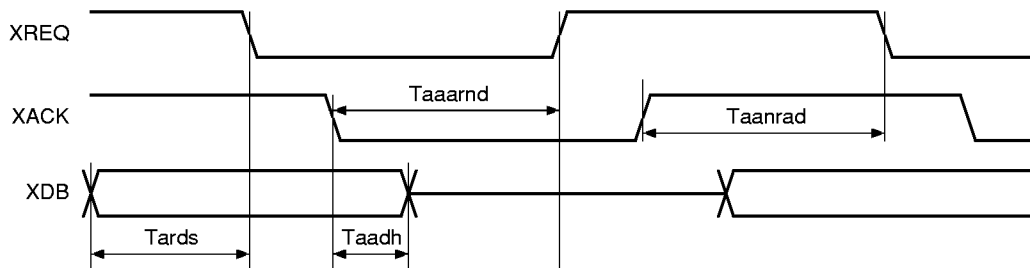 XREQ
Taaarnd
XACK
Taanrad
XDB
Tards
Taadh